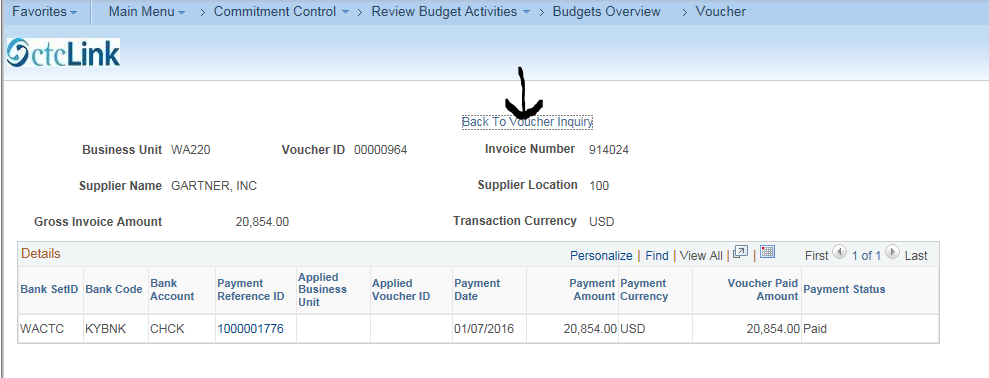 Favorites Main Menu > Commitment Control > Review Budget Activities > Budgets Overview > Voucher
ctcLink
Back To Voucher Inquiry
Business Unit WA220 Voucher ID 00000964 Invoice Number 914024
Supplier Name GARTNER, INC Supplier Location 100
Gross Invoice Amount 20,854.00 Transaction Currency USD
Details Personalize | Find | View All | | First 1 of 1 Last
Bank SetID Bank Code Bank Account Payment Reference ID Applied Business Unit Applied Voucher ID Payment Date Payment Amount Payment Currency Voucher Paid Amount Payment Status
WACTC KYBNK CHCK 1000001776 01/07/2016 20,854.00 USD 20,854.00 Paid